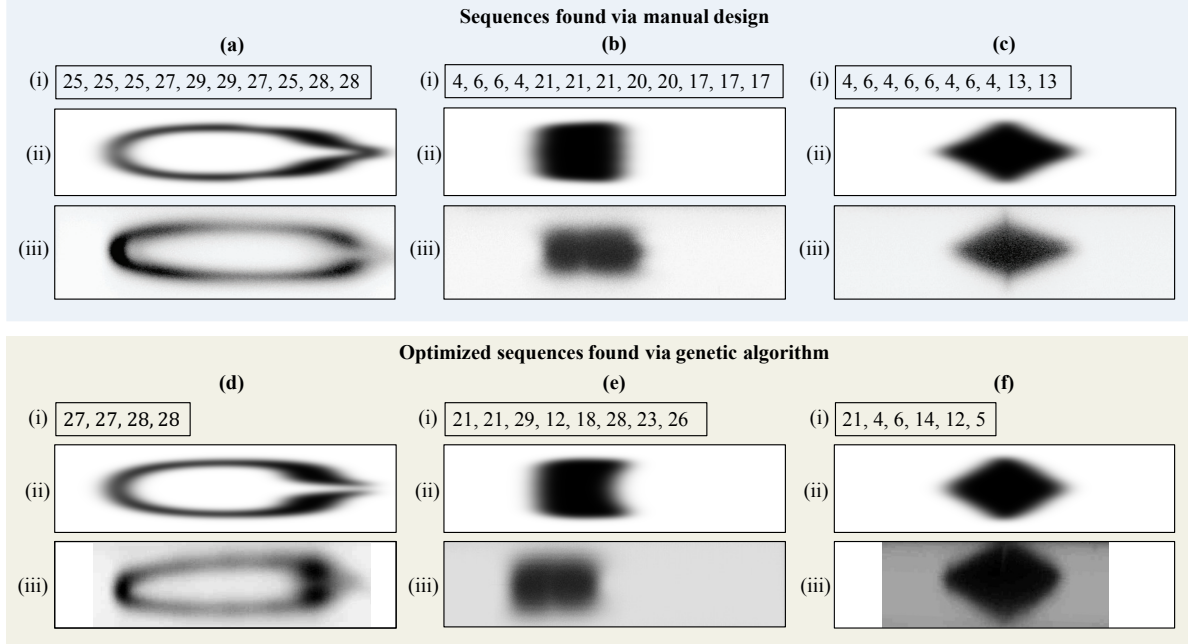 Sequences found via manual design
(a) (b) (c)
(i) 25, 25, 25, 27, 29, 29, 27, 25, 28, 28 (i) 4, 6, 6, 4, 21, 21, 21, 20, 20, 17, 17, 17 (i) 4, 6, 4, 6, 6, 4, 6, 4, 13, 13
(ii) (ii) (ii)
(iii) (iii) (iii)
Optimized sequences found via genetic algorithm
(d) (e) (f)
(i) 27, 27, 28, 28 (i) 21, 21, 29, 12, 18, 28, 23, 26 (i) 21, 4, 6, 14, 12, 5
(ii) (ii) (ii)
(iii) (iii) (iii)